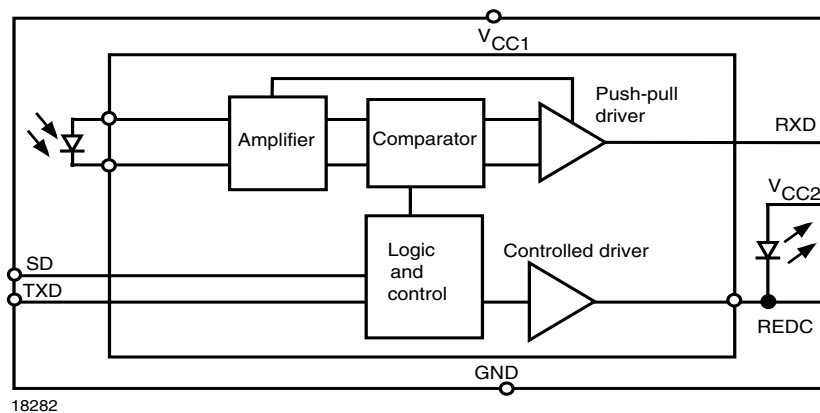 VCC1
Push-pull
driver
Amplifier
Comparator
RXD
VCC2
SD
TXD
Logic
and
control
Controlled driver
REDC
GND
18282